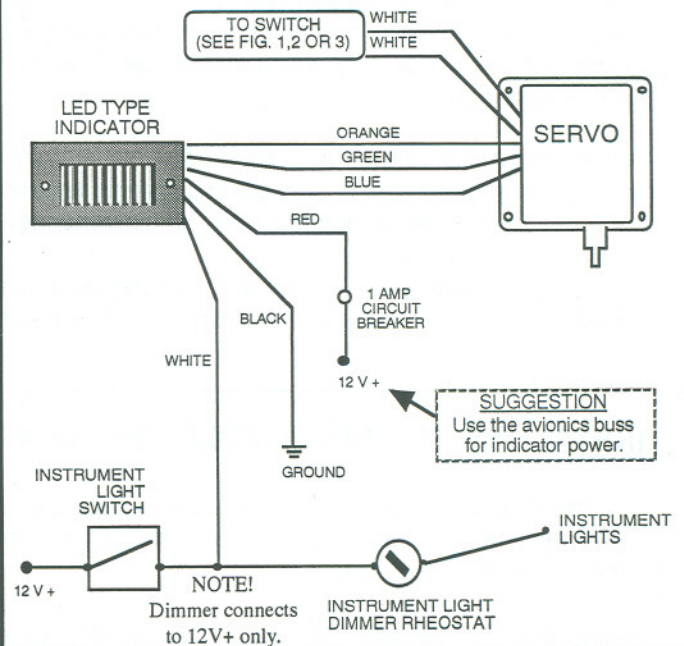 TO SWITCH
(SEE FIG. 1,2 OR 3)
WHITE
WHITE
SERVO
LED TYPE
INDICATOR
ORANGE
GREEN
BLUE
RED
1 AMP
CIRCUIT
BREAKER
BLACK
WHITE
12 V +
SUGGESTION
Use the avionics buss
for indicator power.
GROUND
INSTRUMENT
LIGHT
SWITCH
INSTRUMENT
LIGHTS
12 V +
NOTE!
Dimmer connects
to 12V+ only.
INSTRUMENT LIGHT
DIMMER RHEOSTAT